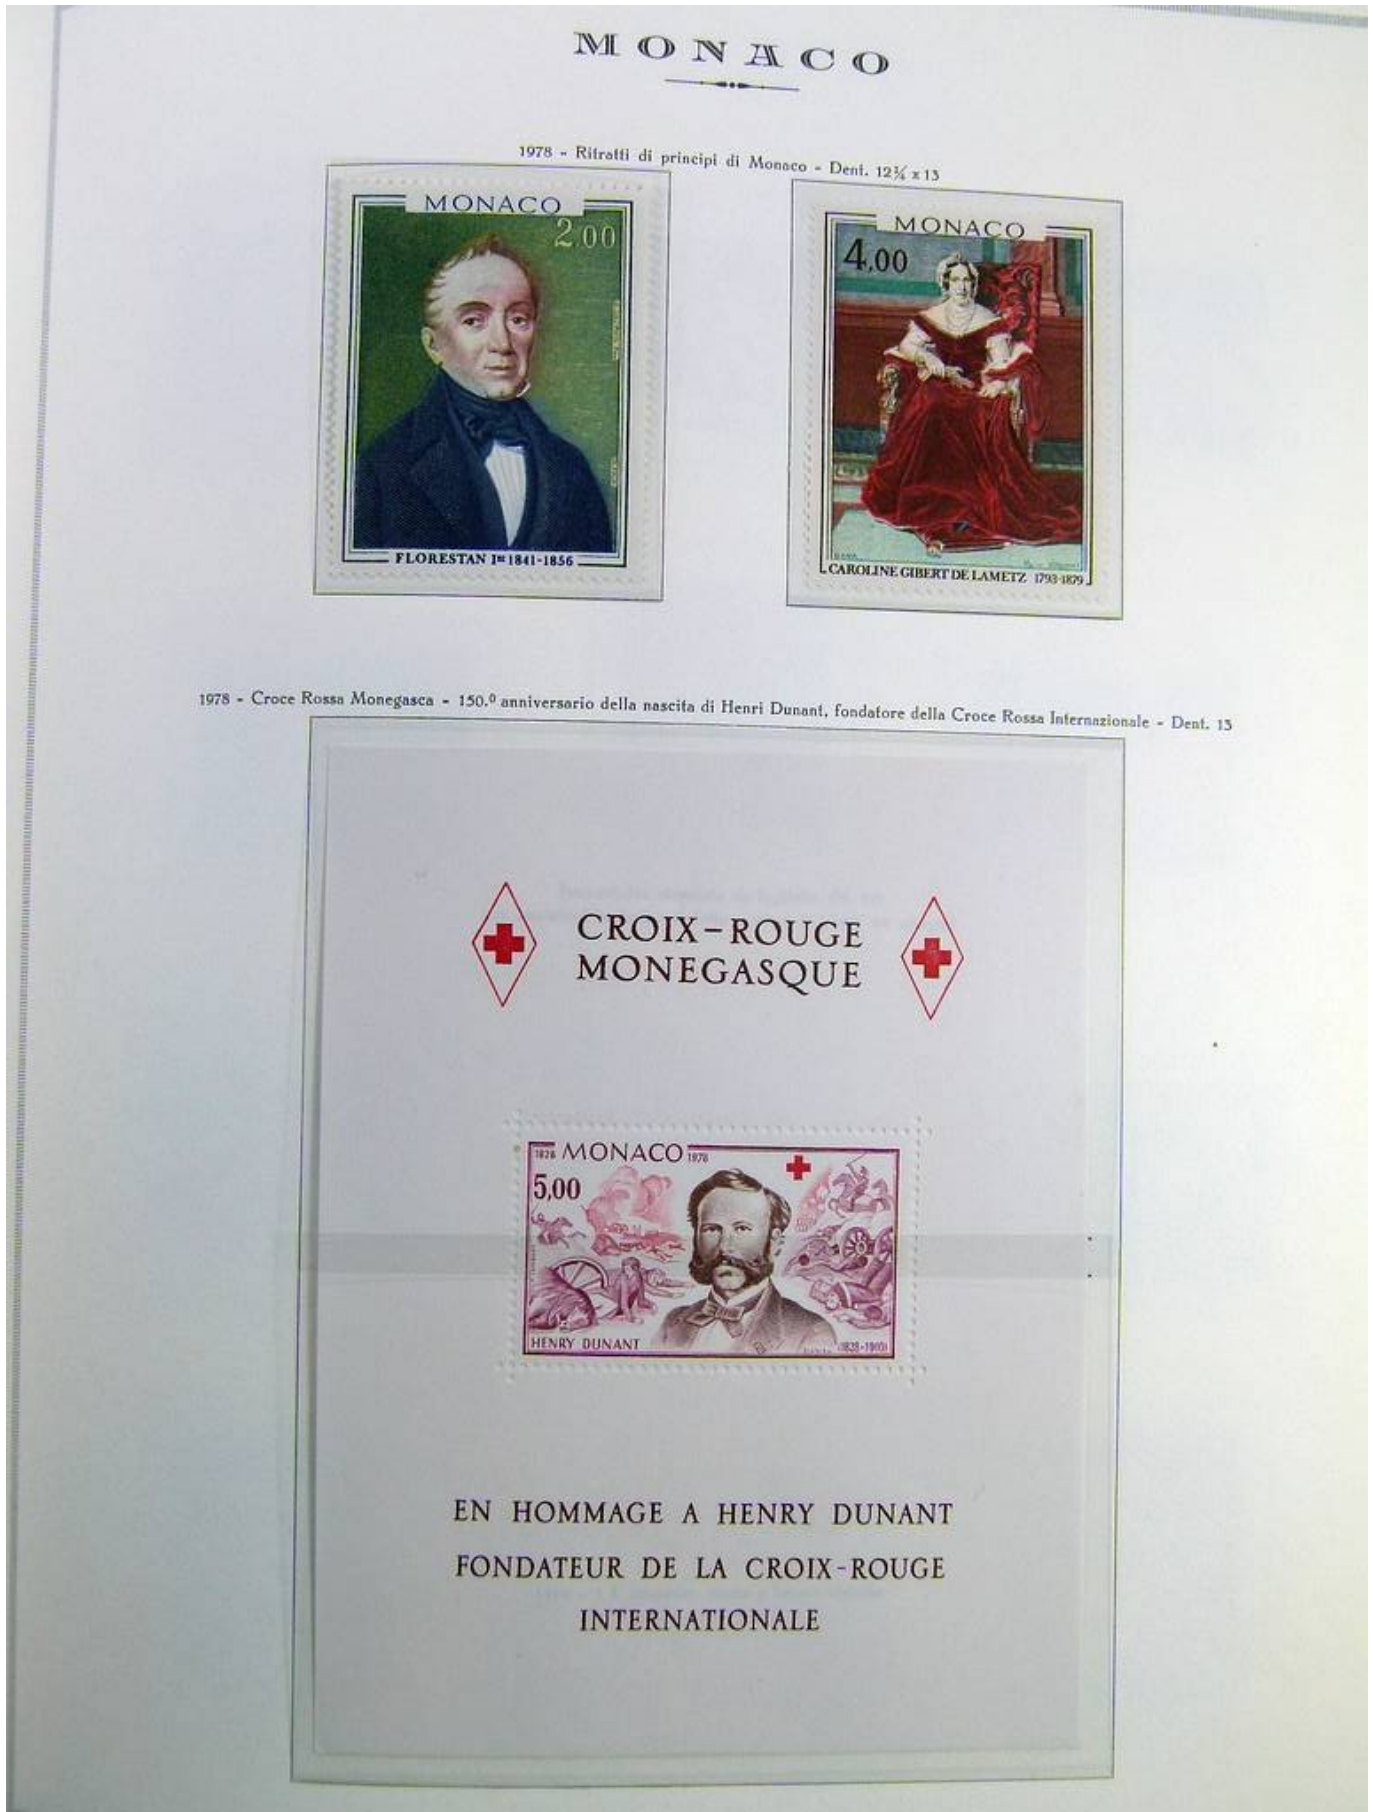 MONACO
1978 - Ritratti di principi di Monaco - Dent. 12¾ x 13
MONACO
2.00
FLORESTAN Ier 1841-1856
MONACO
4,00
CAROLINE GIBERT DE LAMETZ 1793-1879
1978 - Croce Rossa Monegasca - 150.º anniversario della nascita di Henri Dunant, fondatore della Croce Rossa Internazionale - Dent. 13
CROIX-ROUGE
MONEGASQUE
1828 MONACO 1978
5,00
HENRY DUNANT (1828-1910)
EN HOMMAGE A HENRY DUNANT
FONDATEUR DE LA CROIX-ROUGE
INTERNATIONALE